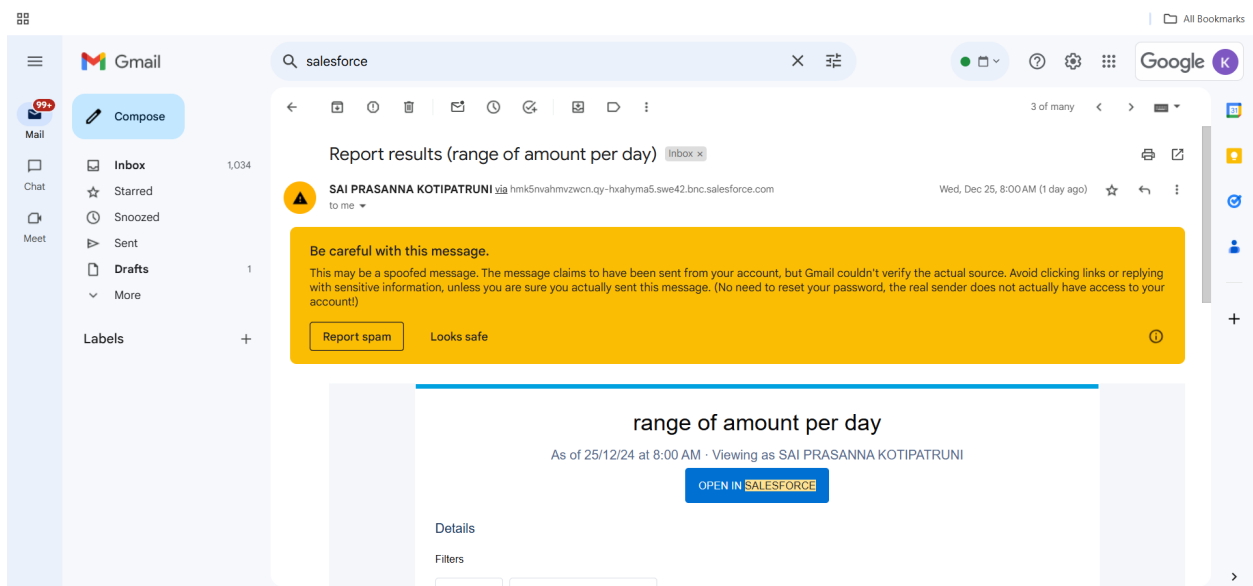 All Bookmarks
Gmail
salesforce
Google K
99+
Mail
Chat
Meet
Compose
Inbox 1,034
Starred
Snoozed
Sent
Drafts 1
More
Labels
3 of many
31
Report results (range of amount per day) Inbox ×
SAI PRASANNA KOTIPATRUNI via hmk5nvahmvzwcn.qy-hxahyma5.swe42.bnc.salesforce.com
Wed, Dec 25, 8:00 AM (1 day ago)
to me
Be careful with this message.
This may be a spoofed message. The message claims to have been sent from your account, but Gmail couldn't verify the actual source. Avoid clicking links or replying
with sensitive information, unless you are sure you actually sent this message. (No need to reset your password, the real sender does not actually have access to your
account!)
Report spam Looks safe
range of amount per day
As of 25/12/24 at 8:00 AM · Viewing as SAI PRASANNA KOTIPATRUNI
OPEN IN SALESFORCE
Details
Filters